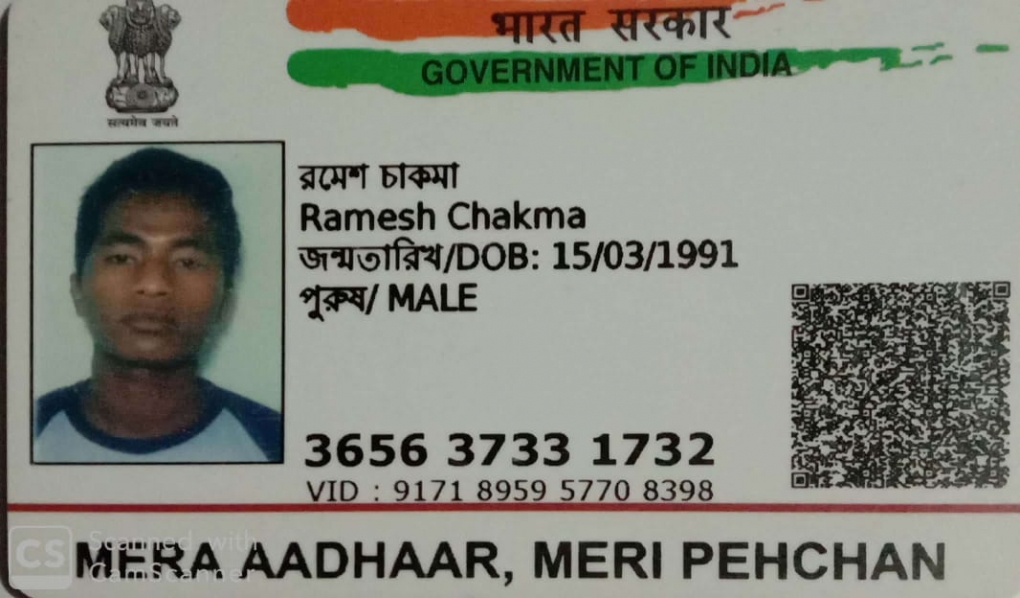 भारत सरकार
GOVERNMENT OF INDIA
सत्यमेव जयते
রমেশ চাকমা
Ramesh Chakma
জন্মতারিখ/DOB: 15/03/1991
পুরুষ/ MALE
3656 3733 1732
VID : 9171 8959 5770 8398
MERA AADHAAR, MERI PEHCHAN
CS Scanned with
CamScanner